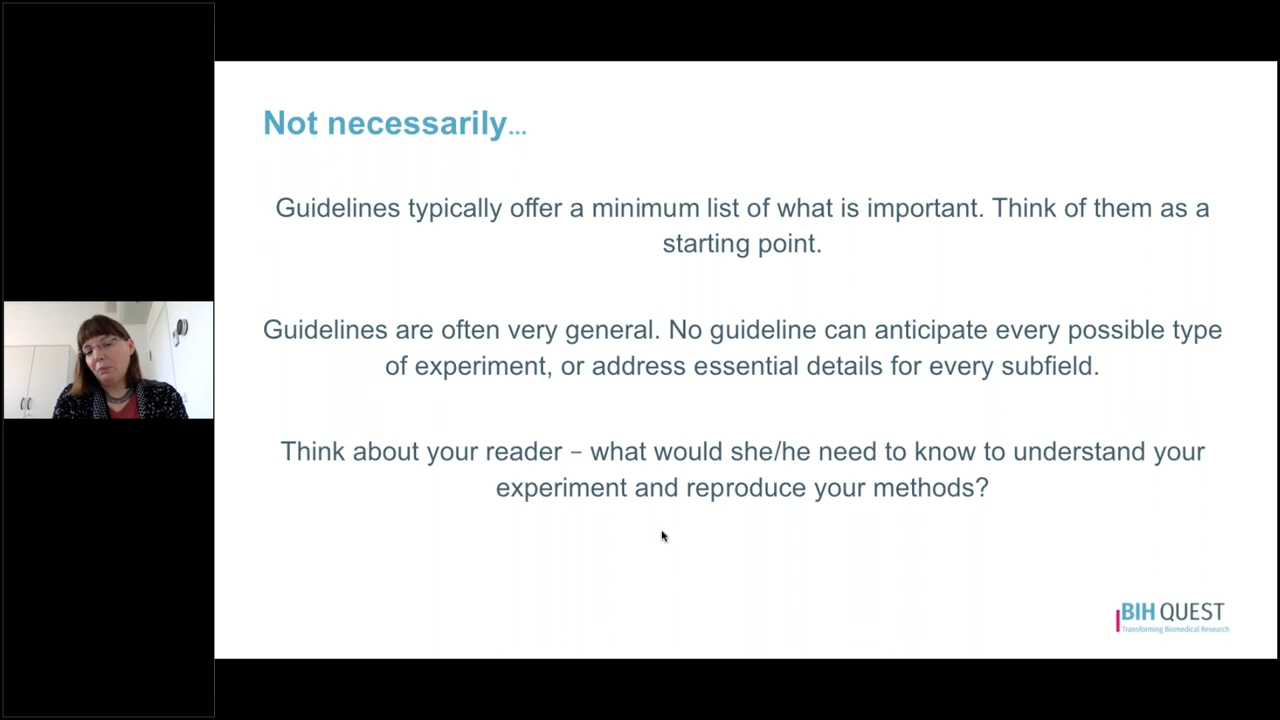 Not necessarily...
Guidelines typically offer a minimum list of what is important. Think of them as a
starting point.
Guidelines are often very general. No guideline can anticipate every possible type
of experiment, or address essential details for every subfield.
Think about your reader – what would she/he need to know to understand your
experiment and reproduce your methods?
BIH QUEST
Transforming Biomedical Research